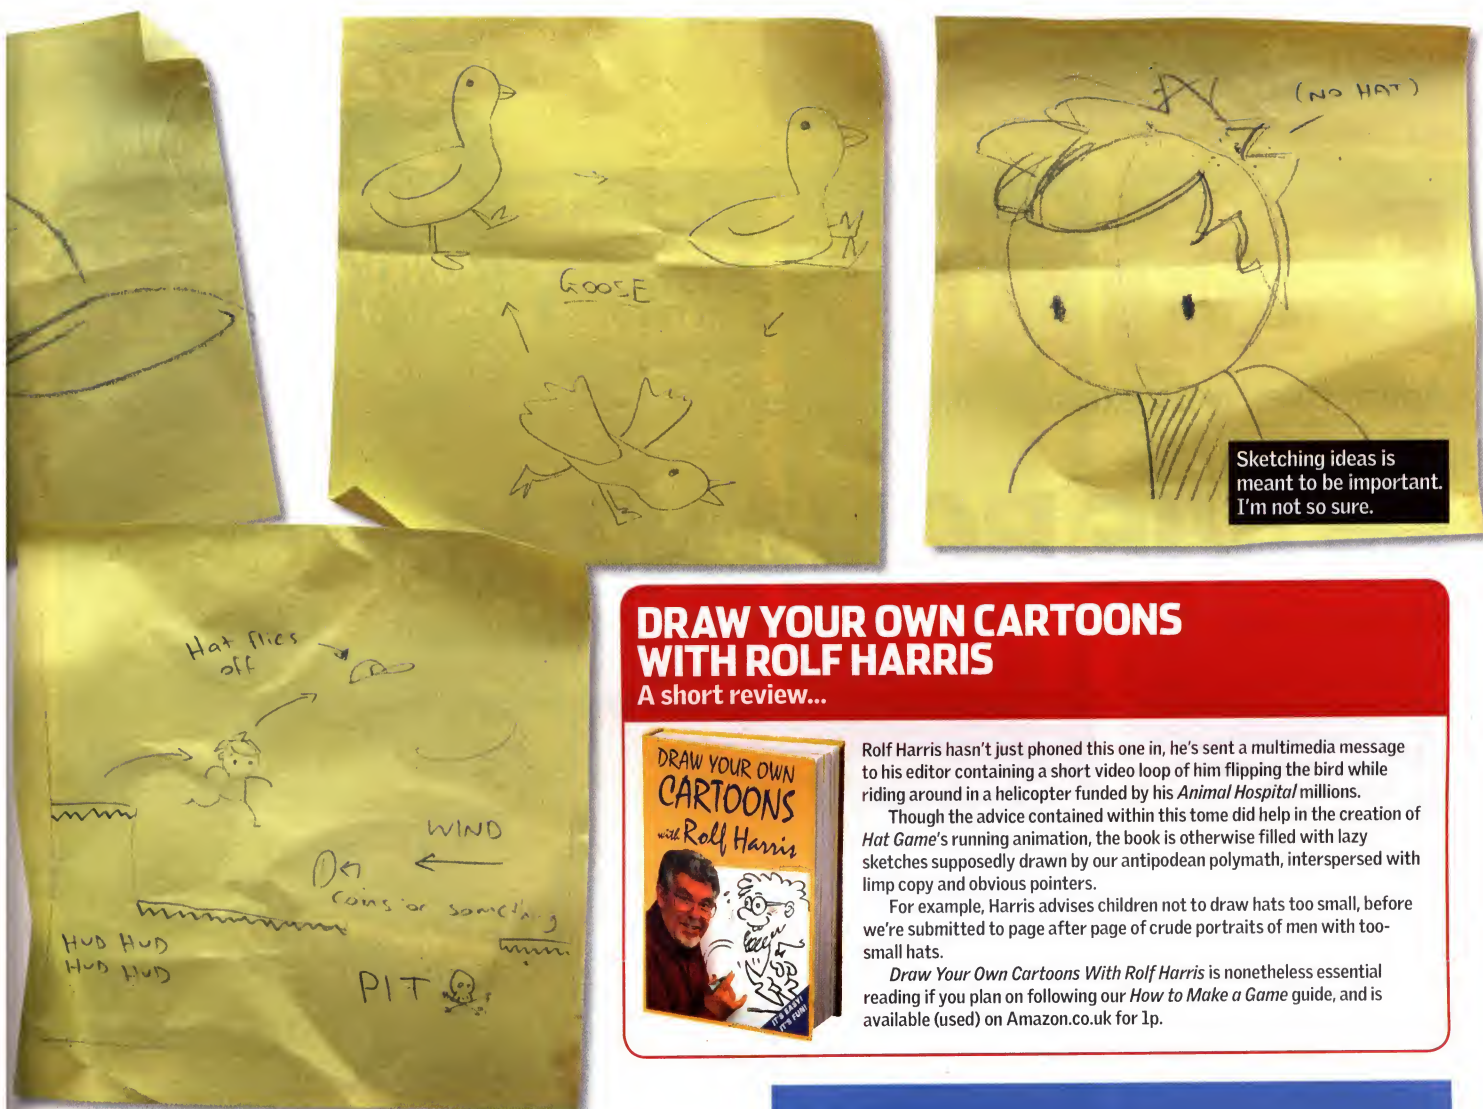 GOOSE
(NO HAT)
Sketching ideas is
meant to be important.
I'm not so sure.
Hat flies
off
WIND
coins or something
HUD HUD
HUD HUD
PIT
DRAW YOUR OWN CARTOONS
WITH ROLF HARRIS
A short review...
DRAW YOUR OWN
CARTOONS
with Rolf Harris
IT'S EASY!
IT'S FUN!
Rolf Harris hasn't just phoned this one in, he's sent a multimedia message
to his editor containing a short video loop of him flipping the bird while
riding around in a helicopter funded by his Animal Hospital millions.
Though the advice contained within this tome did help in the creation of
Hat Game's running animation, the book is otherwise filled with lazy
sketches supposedly drawn by our antipodean polymath, interspersed with
limp copy and obvious pointers.
For example, Harris advises children not to draw hats too small, before
we're submitted to page after page of crude portraits of men with too-
small hats.
Draw Your Own Cartoons With Rolf Harris is nonetheless essential
reading if you plan on following our How to Make a Game guide, and is
available (used) on Amazon.co.uk for 1p.